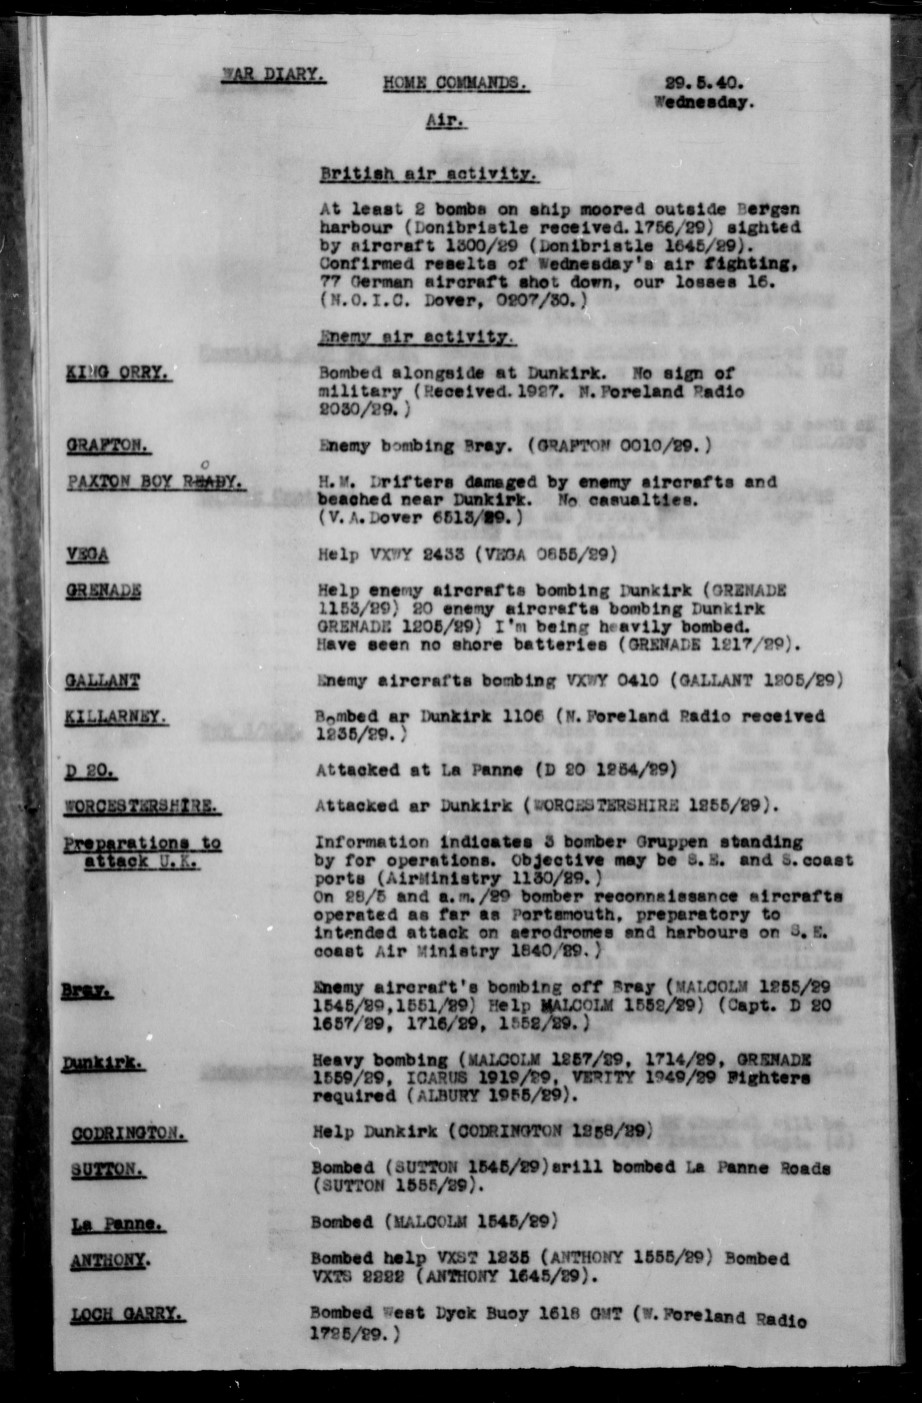 WAR DIARY.
HOME COMMANDS.
29.5.40.
Wednesday.
Air.
British air activity.
At least 2 bombs on ship moored outside Bergen
harbour (Donibristle received.1756/29) sighted
by aircraft 1300/29 (Donibristle 1645/29).
Confirmed reselts of Wednesday's air fighting,
77 German aircraft shot down, our losses 16.
(N.O.I.C. Dover, 0207/30.)
Enemy air activity.
KING ORRY.
Bombed alongside at Dunkirk. No sign of
military (Received.1927. N.Foreland Radio
2030/29.)
GRAFTON.
Enemy bombing Bray. (GRAFTON 0010/29.)
PAXTON BOY ROY.
H.M. Drifters damaged by enemy aircrafts and
beached near Dunkirk. No casualties.
(V.A.Dover 6513/29.)
VEGA
Help VXWY 2433 (VEGA 0655/29)
GRENADE
Help enemy aircrafts bombing Dunkirk (GRENADE
1153/29) 20 enemy aircrafts bombing Dunkirk
GRENADE 1205/29) I'm being heavily bombed.
Have seen no shore batteries (GRENADE 1217/29).
GALLANT
Enemy aircrafts bombing VXWY 0410 (GALLANT 1205/29)
KILLARNEY.
Bombed ar Dunkirk 1106 (N.Foreland Radio received
1235/29.)
D 20.
Attacked at La Panne (D 20 1254/29)
WORCESTERSHIRE.
Attacked ar Dunkirk (WORCESTERSHIRE 1255/29).
Preparations to
attack U.K.
Information indicates 3 bomber Gruppen standing
by for operations. Objective may be S.E. and S.coast
ports (AirMinistry 1130/29.)
On 28/5 and a.m./29 bomber reconnaissance aircrafts
operated as far as Portsmouth, preparatory to
intended attack on aerodromes and harbours on S.E.
coast Air Ministry 1840/29.)
Bray.
Enemy aircraft's bombing off Bray (MALCOLM 1255/29
1545/29,1551/29) Help MALCOLM 1552/29) (Capt. D 20
1657/29, 1716/29, 1552/29.)
Dunkirk.
Heavy bombing (MALCOLM 1257/29, 1714/29, GRENADE
1559/29, ICARUS 1919/29, VERITY 1949/29 Fighters
required (ALBURY 1955/29).
CODRINGTON.
Help Dunkirk (CODRINGTON 1258/29)
SUTTON.
Bombed (SUTTON 1545/29)srill bombed La Panne Roads
(SUTTON 1555/29).
La Panne.
Bombed (MALCOLM 1545/29)
ANTHONY.
Bombed help VXST 1235 (ANTHONY 1555/29) Bombed
VXTS 2222 (ANTHONY 1645/29).
LOCH GARRY.
Bombed West Dyck Buoy 1618 GMT (W.Foreland Radio
1725/29.)